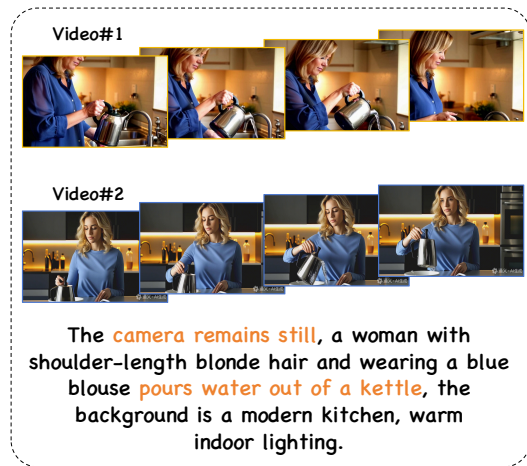 Video#1
Video#2
The camera remains still, a woman with
shoulder-length blonde hair and wearing a blue
blouse pours water out of a kettle, the
background is a modern kitchen, warm
indoor lighting.